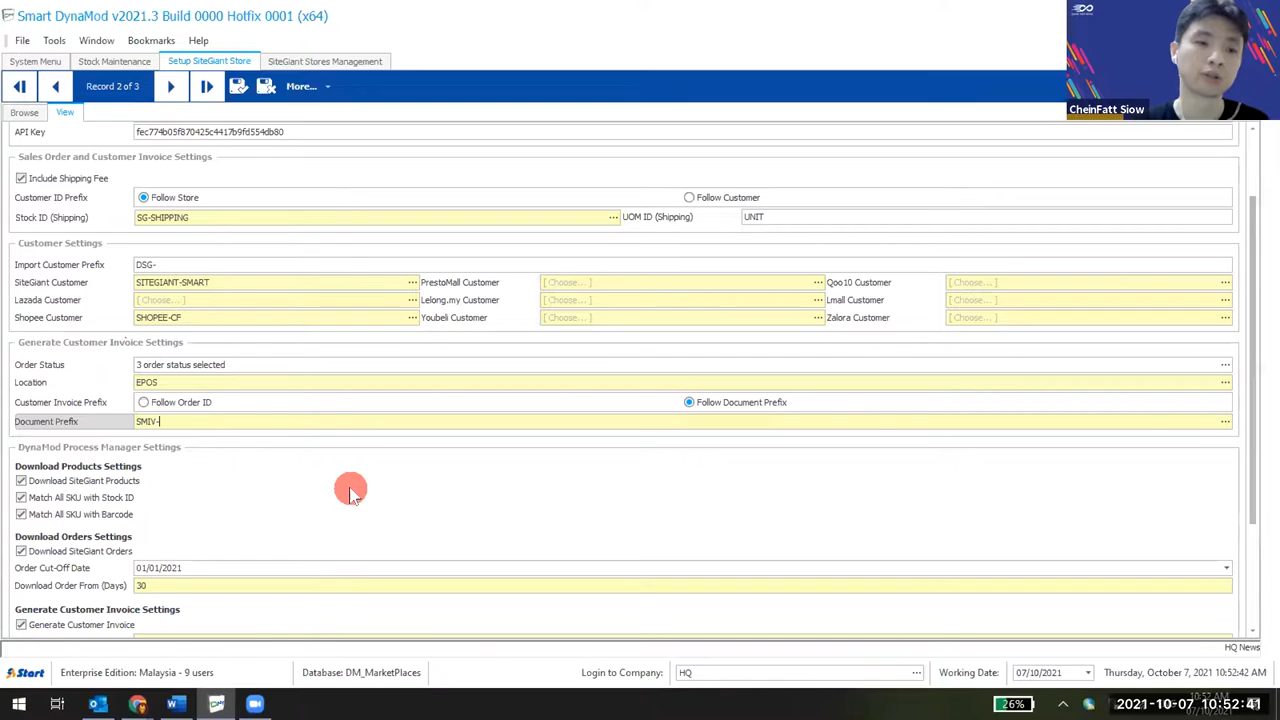 Smart DynaMod v2021.3 Build 0000 Hotfix 0001 (x64)
File Tools Window Bookmarks Help
System Menu Stock Maintenance Setup SiteGiant Store SiteGiant Stores Management
Record 2 of 3 More...
CheinFatt Siow
Browse View
API Key fec774b05f870425c4417b9fd554db80
Sales Order and Customer Invoice Settings
Include Shipping Fee
Customer ID Prefix Follow Store Follow Customer
Stock ID (Shipping) SG-SHIPPING ... UOM ID (Shipping) UNIT
Customer Settings
Import Customer Prefix DSG-
SiteGiant Customer SITEGIANT-SMART ... PrestoMall Customer [ Choose... ] ... Qoo10 Customer [ Choose... ] ...
Lazada Customer [ Choose... ] ... Lelong.my Customer [ Choose... ] ... Lmall Customer [ Choose... ] ...
Shopee Customer SHOPEE-CF ... Youbeli Customer [ Choose... ] ... Zalora Customer [ Choose... ] ...
Generate Customer Invoice Settings
Order Status 3 order status selected ...
Location EPOS ...
Customer Invoice Prefix Follow Order ID Follow Document Prefix
Document Prefix SMIV- ...
DynaMod Process Manager Settings
Download Products Settings
Download SiteGiant Products
Match All SKU with Stock ID
Match All SKU with Barcode
Download Orders Settings
Download SiteGiant Orders
Order Cut-Off Date 01/01/2021
Download Order From (Days) 30
Generate Customer Invoice Settings
Generate Customer Invoice
HQ News
Start Enterprise Edition: Malaysia - 9 users Database: DM_MarketPlaces Login to Company: HQ ... Working Date: 07/10/2021 Thursday, October 7, 2021 10:52:42 AM
26% 2021-10-07 10:52:41